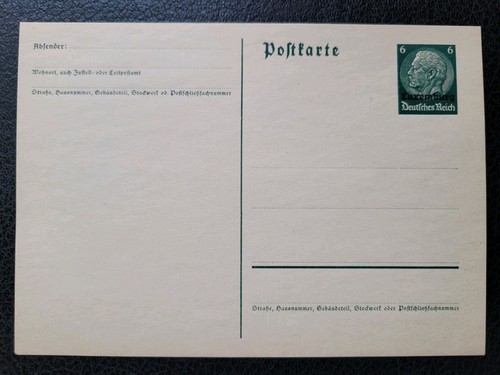 Absender:
Wohnort, auch Zustell- oder Leitpostamt
Straße, Hausnummer, Gebäudeteil, Stockwerk od. Postschließfachnummer
Postkarte
6 6
Luxemburg
Deutsches Reich
Straße, Hausnummer, Gebäudeteil, Stockwerk oder Postschließfachnummer